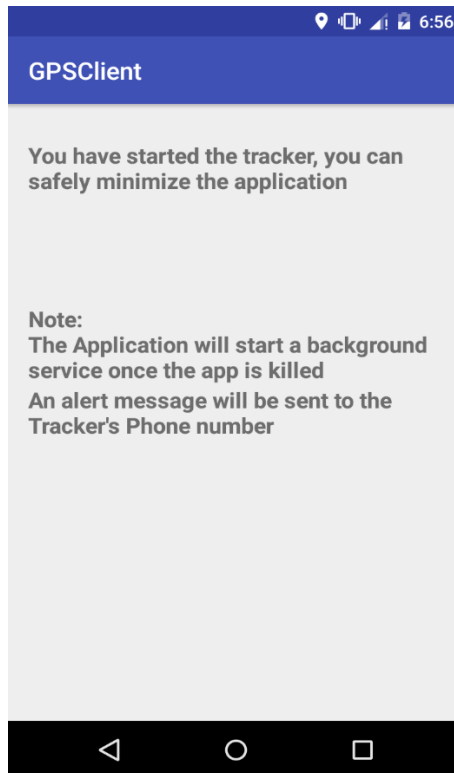 6:56
GPSClient
You have started the tracker, you can
safely minimize the application
Note:
The Application will start a background
service once the app is killed
An alert message will be sent to the
Tracker's Phone number